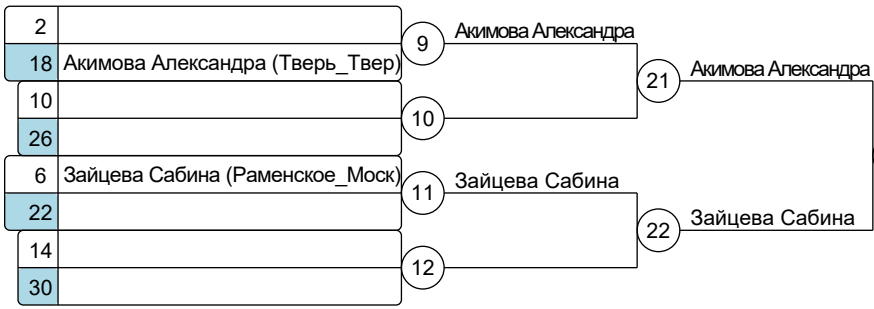 2
9
Акимова Александра
18 Акимова Александра (Тверь_Твер)
21
Акимова Александра
10
10
26
6 Зайцева Сабина (Раменское_Моск)
11
Зайцева Сабина
22
22
Зайцева Сабина
14
12
30